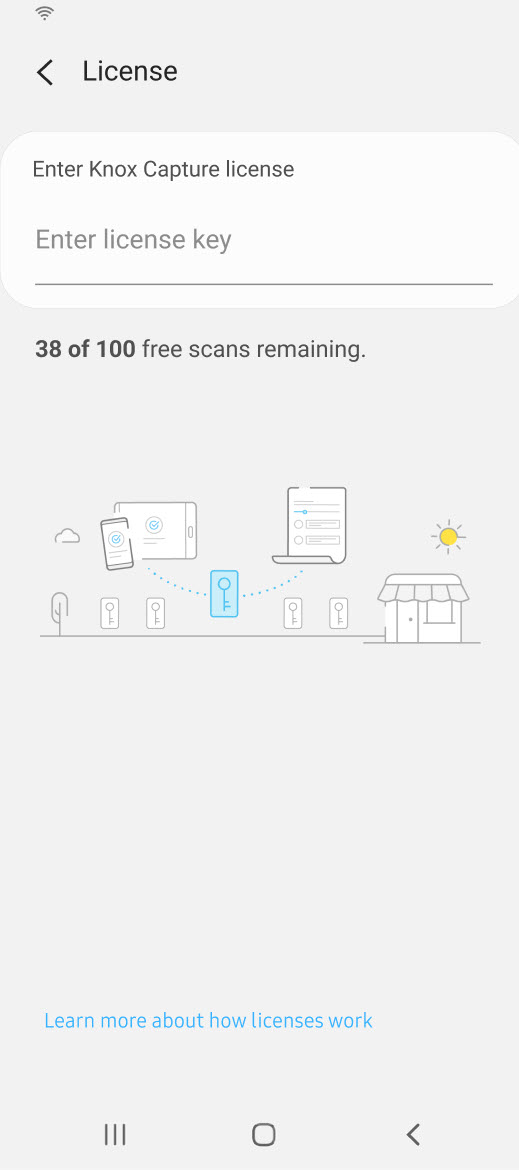 License
Enter Knox Capture license
Enter license key
38 of 100 free scans remaining.
Learn more about how licenses work